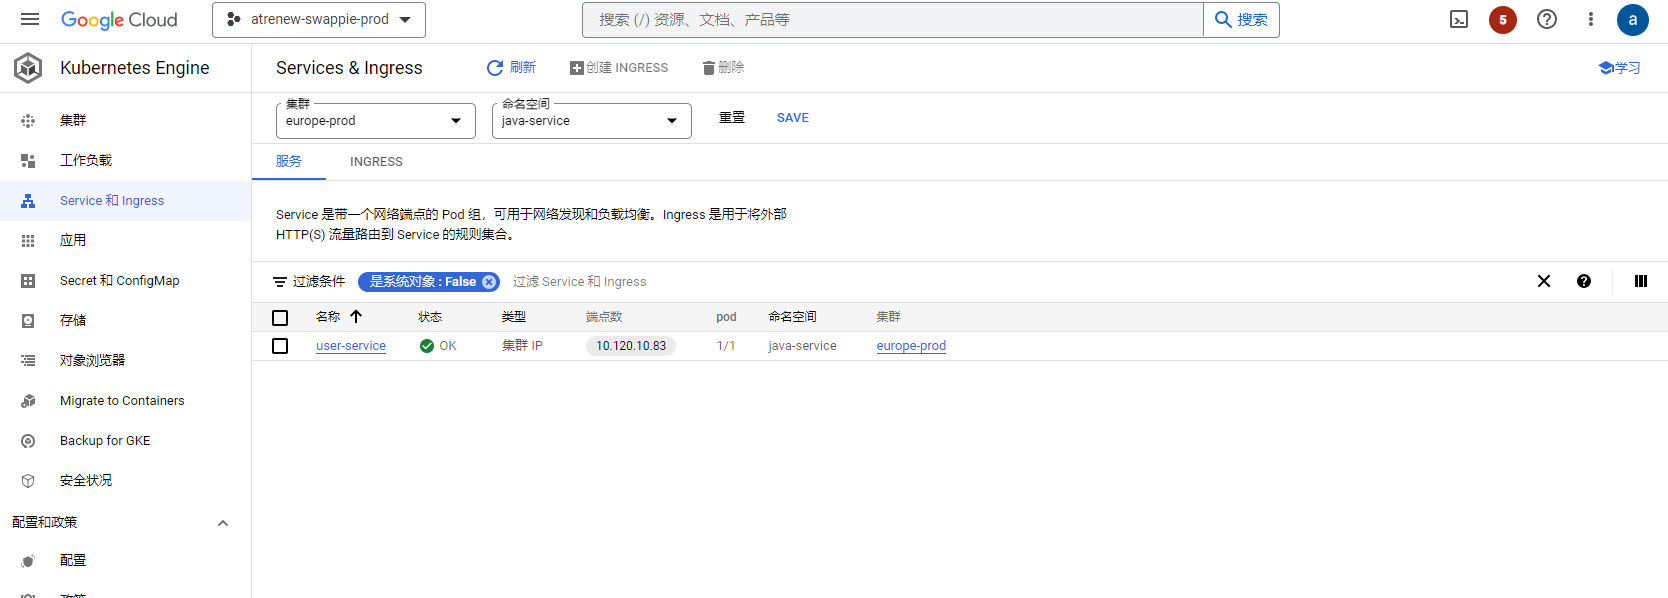 Google Cloud
atrenew-swappie-prod
搜索 (/) 资源、文档、产品等
搜索
5
a
Kubernetes Engine
Services & Ingress
刷新
创建 INGRESS
删除
学习
集群
europe-prod
命名空间
java-service
重置
SAVE
集群
工作负载
Service 和 Ingress
应用
Secret 和 ConfigMap
存储
对象浏览器
Migrate to Containers
Backup for GKE
安全状况
配置和政策
配置
政策
服务
INGRESS
Service 是带一个网络端点的 Pod 组，可用于网络发现和负载均衡。Ingress 是用于将外部
HTTP(S) 流量路由到 Service 的规则集合。
过滤条件
是系统对象 : False
过滤 Service 和 Ingress
名称 状态 类型 端点数 pod 命名空间 集群
user-service OK 集群 IP 10.120.10.83 1/1 java-service europe-prod